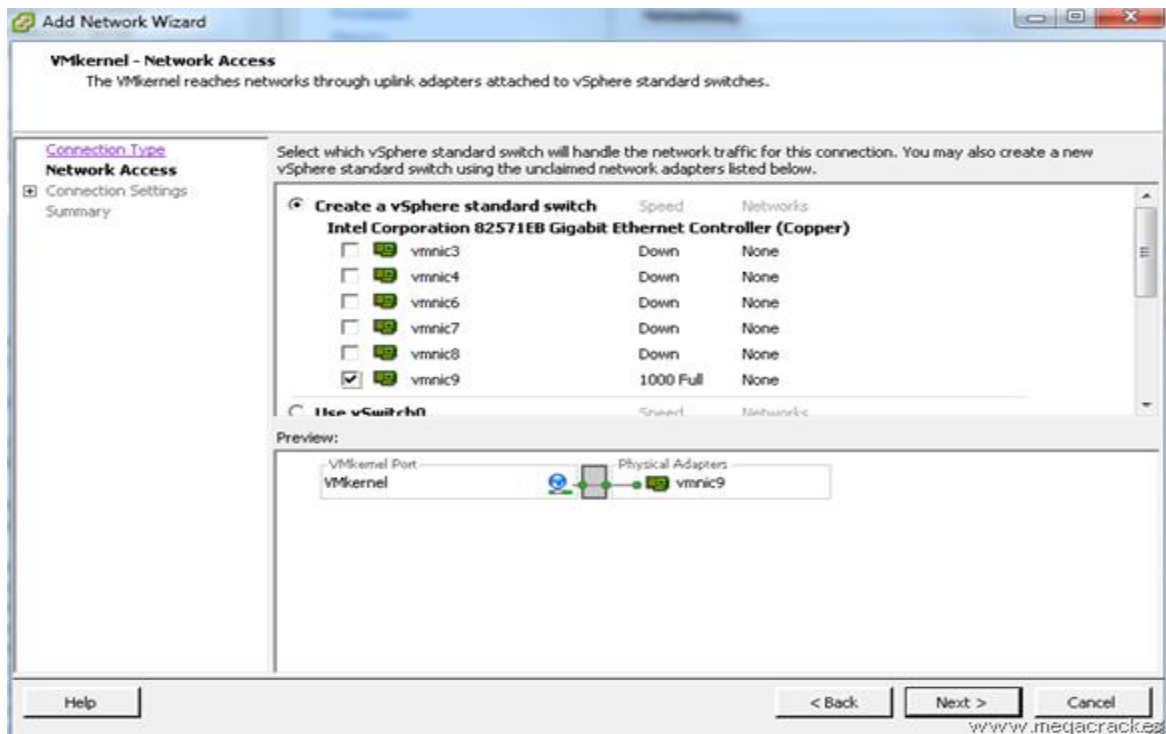 Add Network Wizard
VMkernel - Network Access
The VMkernel reaches networks through uplink adapters attached to vSphere standard switches.
Connection Type
Network Access
Connection Settings
Summary
Select which vSphere standard switch will handle the network traffic for this connection. You may also create a new
vSphere standard switch using the unclaimed network adapters listed below.
Create a vSphere standard switch Speed Networks
Intel Corporation 82571EB Gigabit Ethernet Controller (Copper)
vmnic3 Down None
vmnic4 Down None
vmnic6 Down None
vmnic7 Down None
vmnic8 Down None
vmnic9 1000 Full None
Use vSwitch0 Speed Networks
Preview:
VMkernel Port Physical Adapters
VMkernel vmnic9
Help < Back Next > Cancel
www.megacrack.es